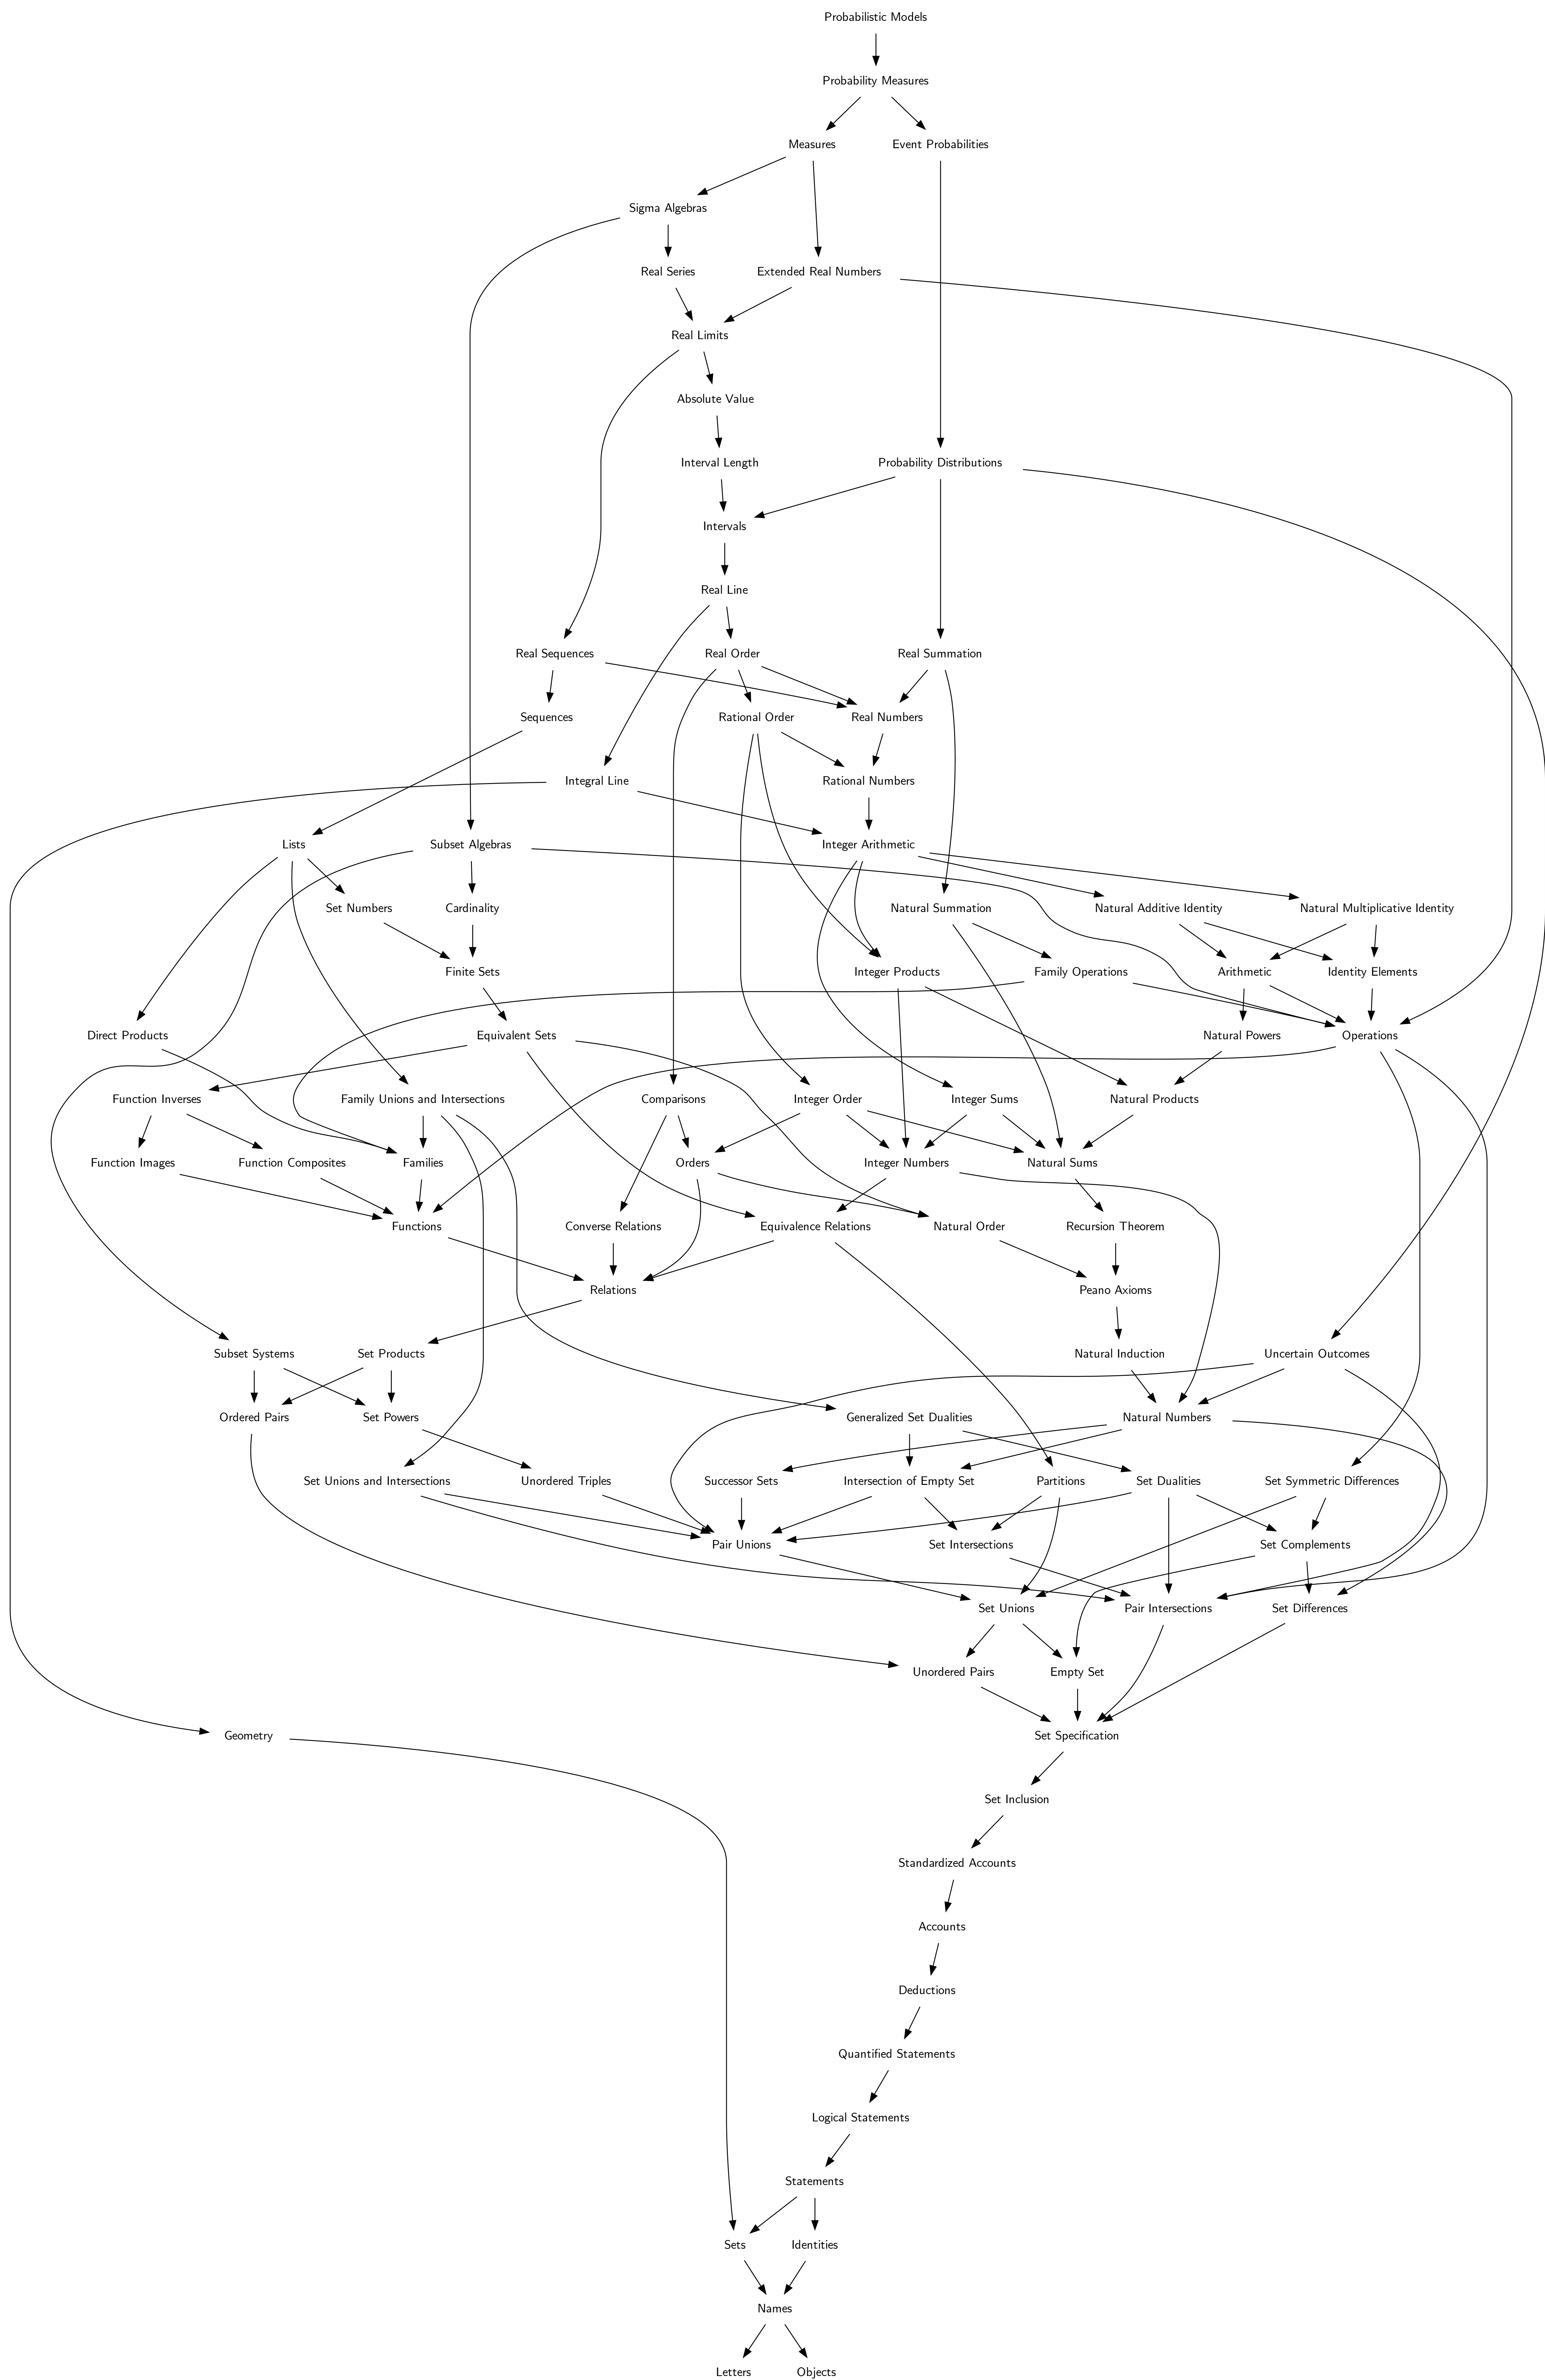 Probabilistic Models
Probability Measures
Measures
Event Probabilities
Sigma Algebras
Real Series
Extended Real Numbers
Real Limits
Absolute Value
Interval Length
Probability Distributions
Intervals
Real Line
Real Sequences
Real Order
Real Summation
Sequences
Rational Order
Real Numbers
Integral Line
Rational Numbers
Lists
Subset Algebras
Integer Arithmetic
Set Numbers
Cardinality
Natural Summation
Natural Additive Identity
Natural Multiplicative Identity
Finite Sets
Integer Products
Family Operations
Arithmetic
Identity Elements
Direct Products
Equivalent Sets
Natural Powers
Operations
Function Inverses
Family Unions and Intersections
Comparisons
Integer Order
Integer Sums
Natural Products
Function Images
Function Composites
Families
Orders
Integer Numbers
Natural Sums
Functions
Converse Relations
Equivalence Relations
Natural Order
Recursion Theorem
Relations
Peano Axioms
Subset Systems
Set Products
Natural Induction
Uncertain Outcomes
Ordered Pairs
Set Powers
Generalized Set Dualities
Natural Numbers
Set Unions and Intersections
Unordered Triples
Successor Sets
Intersection of Empty Set
Partitions
Set Dualities
Set Symmetric Differences
Pair Unions
Set Intersections
Set Complements
Set Unions
Pair Intersections
Set Differences
Unordered Pairs
Empty Set
Geometry
Set Specification
Set Inclusion
Standardized Accounts
Accounts
Deductions
Quantified Statements
Logical Statements
Statements
Sets
Identities
Names
Letters
Objects